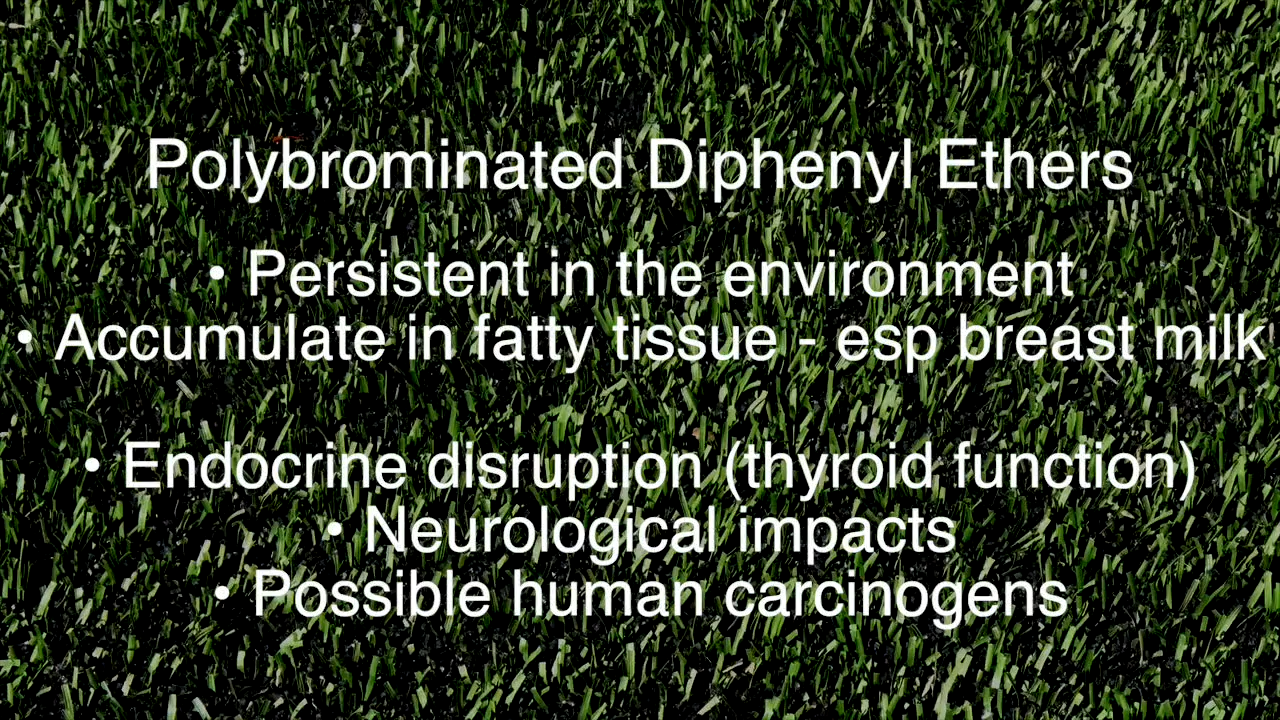 Polybrominated Diphenyl Ethers
• Persistent in the environment
• Accumulate in fatty tissue - esp breast milk
• Endocrine disruption (thyroid function)
• Neurological impacts
• Possible human carcinogens